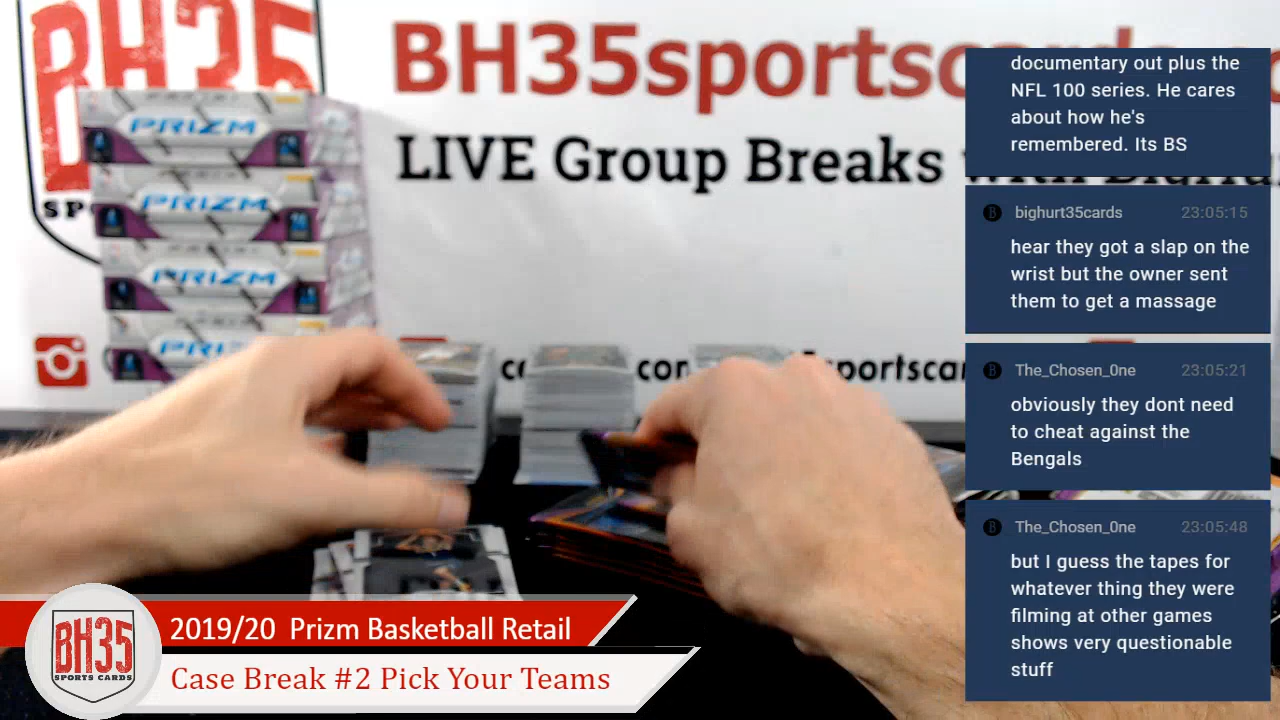 BH35
SPO
BH35sportsc
LIVE Group Breaks
PRIZM
PRIZM
PRIZM
documentary out plus the
NFL 100 series. He cares
about how he's
remembered. Its BS
bighurt35cards 23:05:15
hear they got a slap on the
wrist but the owner sent
them to get a massage
The_Chosen_0ne 23:05:21
obviously they dont need
to cheat against the
Bengals
The_Chosen_0ne 23:05:48
but I guess the tapes for
whatever thing they were
filming at other games
shows very questionable
stuff
2019/20 Prizm Basketball Retail
Case Break #2 Pick Your Teams
BH35
SPORTS CARDS